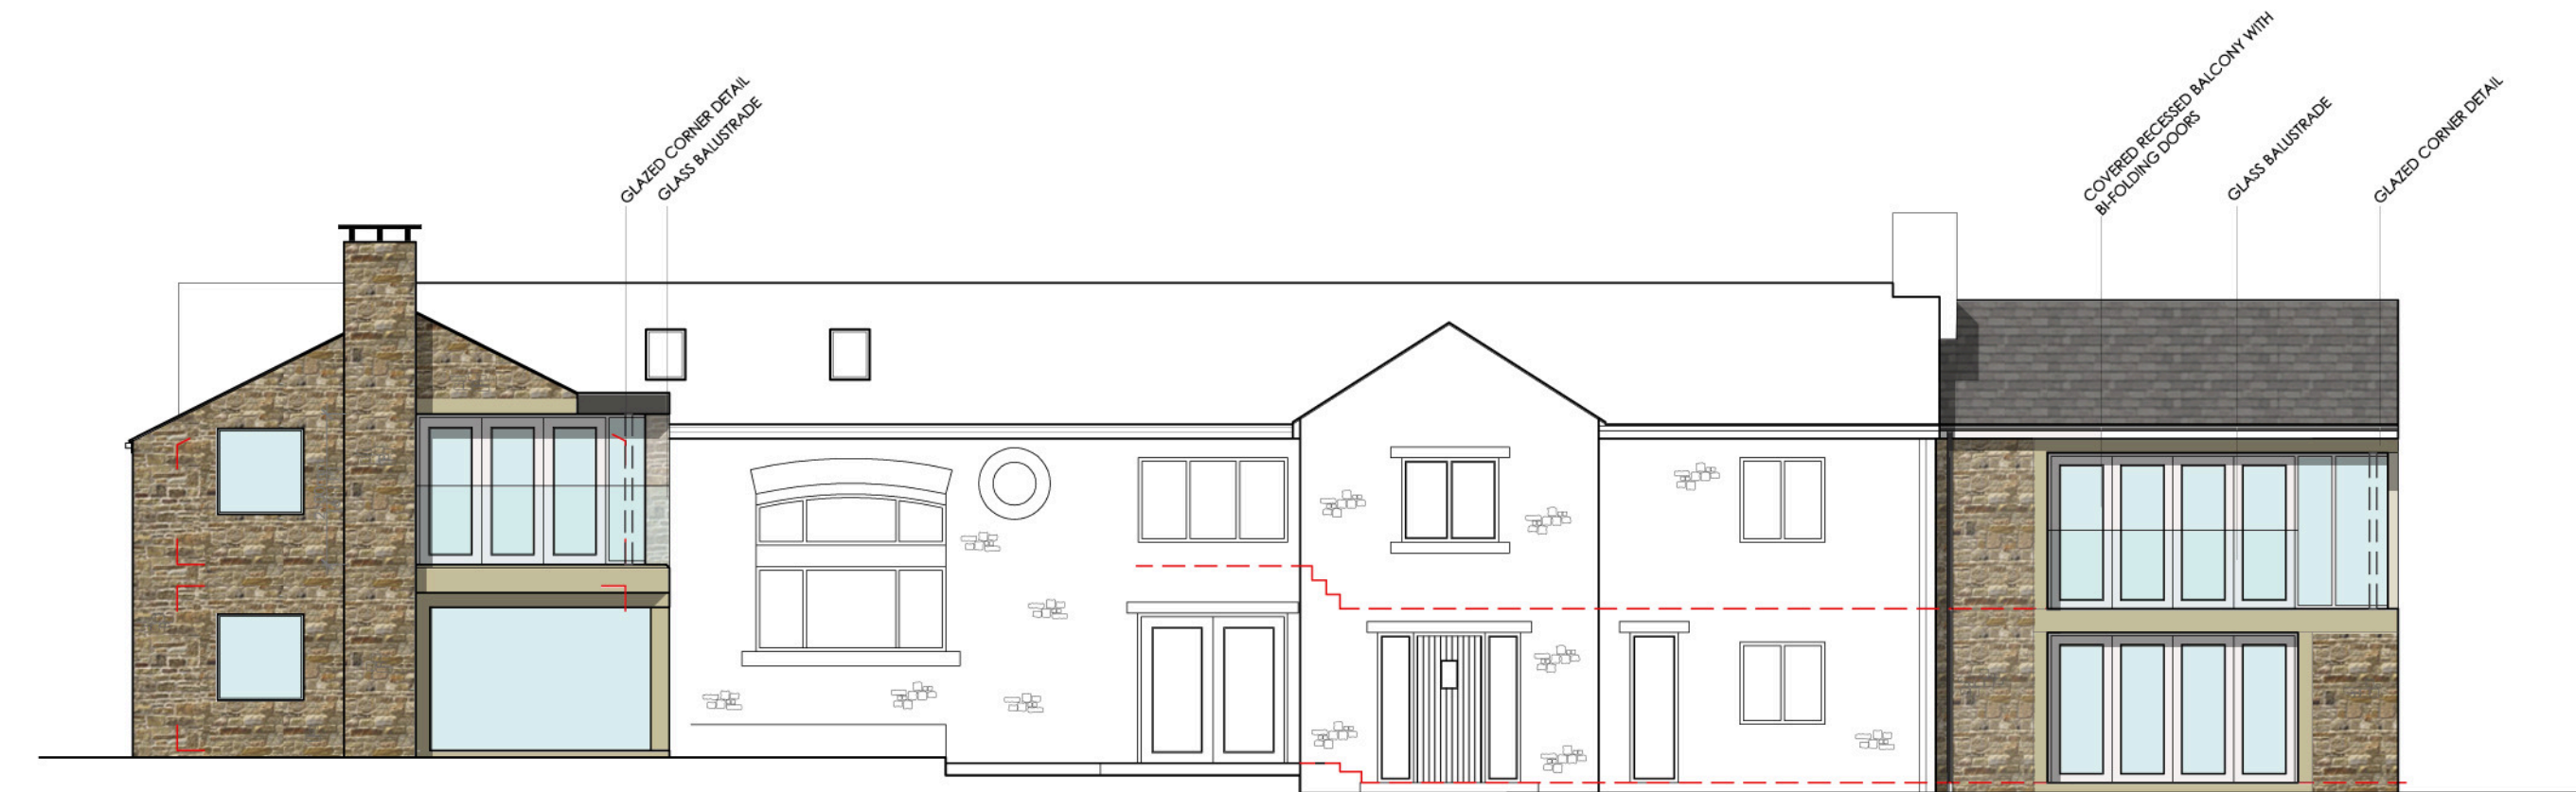 GLAZED CORNER DETAIL
GLASS BALUSTRADE
COVERED RECESSED BALCONY WITH
BI-FOLDING DOORS
GLASS BALUSTRADE
GLAZED CORNER DETAIL